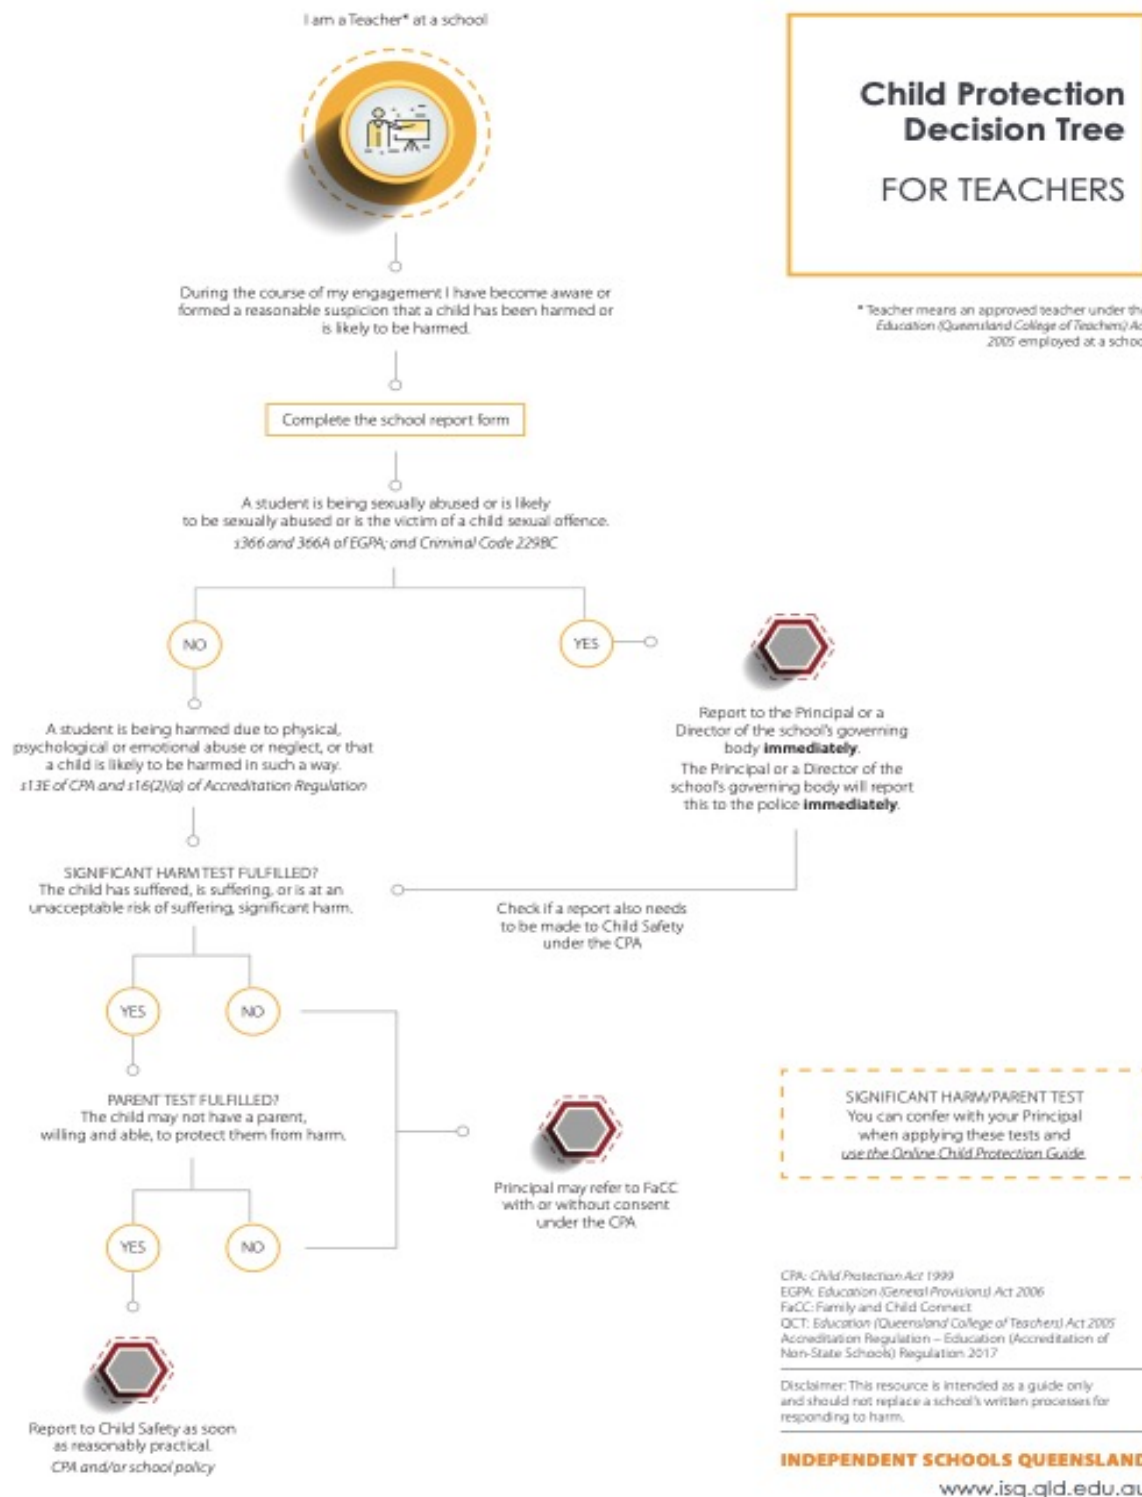 I am a Teacher* at a school
Child Protection
Decision Tree
FOR TEACHERS
During the course of my engagement I have become aware or
formed a reasonable suspicion that a child has been harmed or
is likely to be harmed.
* Teacher means an approved teacher under the
Education (Queensland College of Teachers) Ac
2005 employed at a schoo
Complete the school report form
A student is being sexually abused or is likely
to be sexually abused or is the victim of a child sexual offence.
s366 and 366A of EGPA; and Criminal Code 229BC
NO
YES
Report to the Principal or a
Director of the school's governing
body immediately.
The Principal or a Director of the
school's governing body will report
this to the police immediately.
A student is being harmed due to physical,
psychological or emotional abuse or neglect, or that
a child is likely to be harmed in such a way.
s13E of CPA and s16(2)(a) of Accreditation Regulation
SIGNIFICANT HARM TEST FULFILLED?
The child has suffered, is suffering, or is at an
unacceptable risk of suffering, significant harm.
Check if a report also needs
to be made to Child Safety
under the CPA
YES
NO
PARENT TEST FULFILLED?
The child may not have a parent,
willing and able, to protect them from harm.
SIGNIFICANT HARM/PARENT TEST
You can confer with your Principal
when applying these tests and
use the Online Child Protection Guide
Principal may refer to FaCC
with or without consent
under the CPA
YES
NO
CPA: Child Protection Act 1999
EGPA: Education (General Provisions) Act 2006
FaCC: Family and Child Connect
QCT: Education (Queensland College of Teachers) Act 2005
Accreditation Regulation – Education (Accreditation of
Non-State Schools) Regulation 2017
Disclaimer: This resource is intended as a guide only
and should not replace a school's written processes for
responding to harm.
Report to Child Safety as soon
as reasonably practical.
CPA and/or school policy
INDEPENDENT SCHOOLS QUEENSLAND
www.isq.qld.edu.au